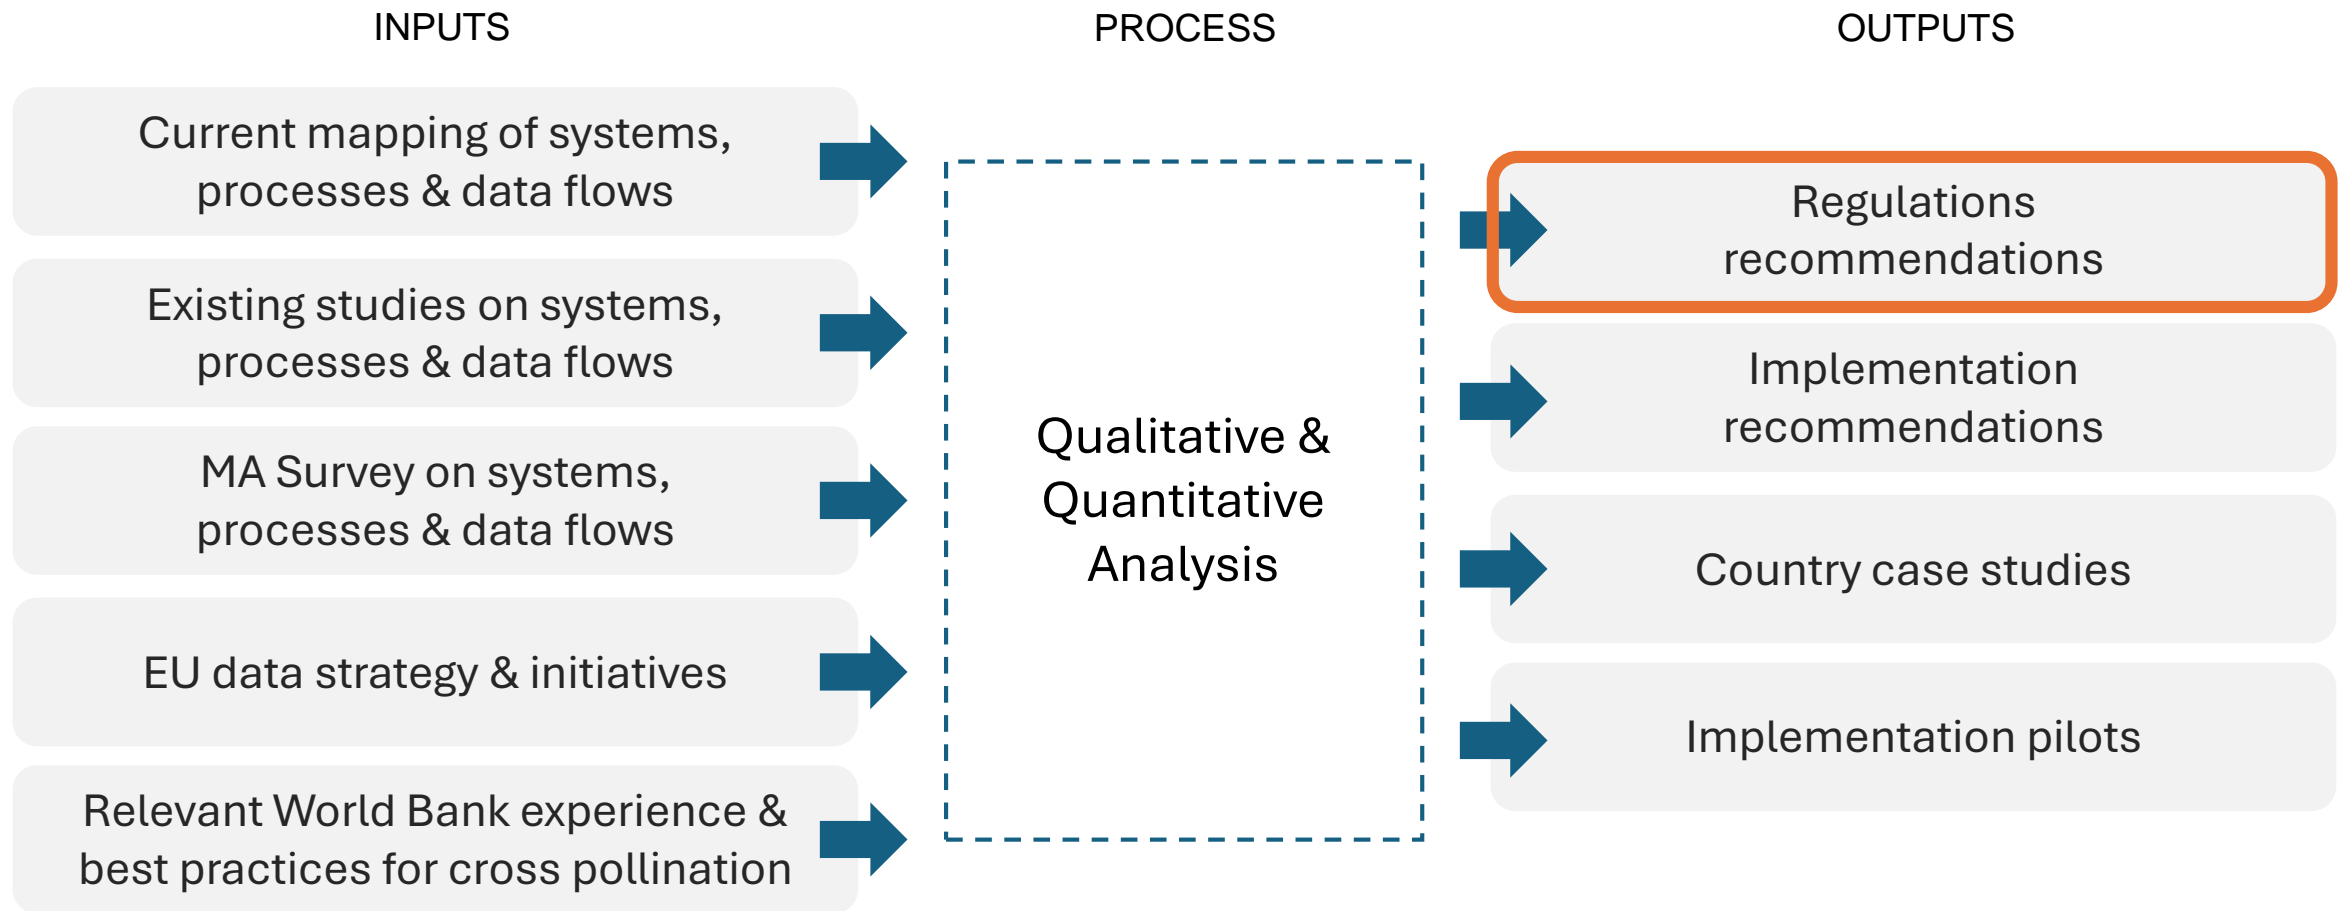 INPUTS
PROCESS
OUTPUTS
Current mapping of systems,
processes & data flows
Existing studies on systems,
processes & data flows
MA Survey on systems,
processes & data flows
EU data strategy & initiatives
Relevant World Bank experience &
best practices for cross pollination
Qualitative &
Quantitative
Analysis
Regulations
recommendations
Implementation
recommendations
Country case studies
Implementation pilots